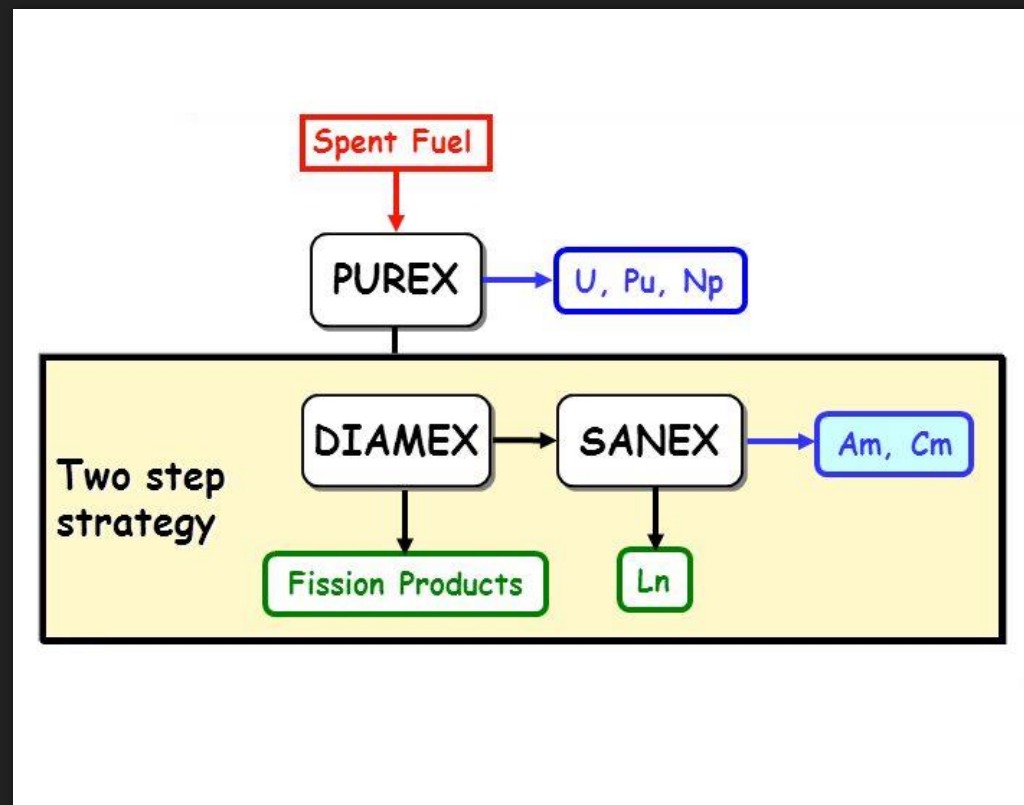 Spent Fuel
PUREX
U, Pu, Np
DIAMEX
SANEX
Am, Cm
Two step
strategy
Fission Products
Ln